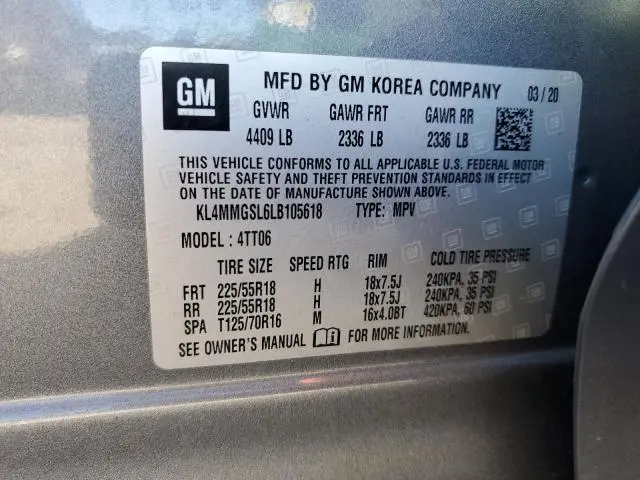 GM
MFD BY GM KOREA COMPANY 03/20
GVWR GAWR FRT GAWR RR
4409 LB 2336 LB 2336 LB
THIS VEHICLE CONFORMS TO ALL APPLICABLE U.S. FEDERAL MOTOR
VEHICLE SAFETY AND THEFT PREVENTION STANDARDS IN EFFECT
ON THE DATE OF MANUFACTURE SHOWN ABOVE.
KL4MMGSL6LB105618 TYPE: MPV
MODEL : 4TT06
TIRE SIZE SPEED RTG RIM COLD TIRE PRESSURE
FRT 225/55R18 H 18x7.5J 240KPA, 35 PSI
RR 225/55R18 H 18x7.5J 240KPA, 35 PSI
SPA T125/70R16 M 16x4.0BT 420KPA, 60 PSI
SEE OWNER'S MANUAL FOR MORE INFORMATION.